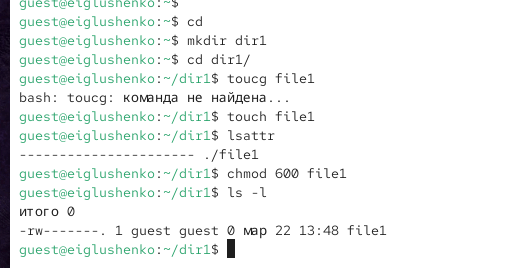 guest@eiglushenko:~$
guest@eiglushenko:~$ cd
guest@eiglushenko:~$ mkdir dir1
guest@eiglushenko:~$ cd dir1/
guest@eiglushenko:~/dir1$ toucg file1
bash: toucg: команда не найдена...
guest@eiglushenko:~/dir1$ touch file1
guest@eiglushenko:~/dir1$ lsattr
---------------------- ./file1
guest@eiglushenko:~/dir1$ chmod 600 file1
guest@eiglushenko:~/dir1$ ls -l
итого 0
-rw-------. 1 guest guest 0 мар 22 13:48 file1
guest@eiglushenko:~/dir1$